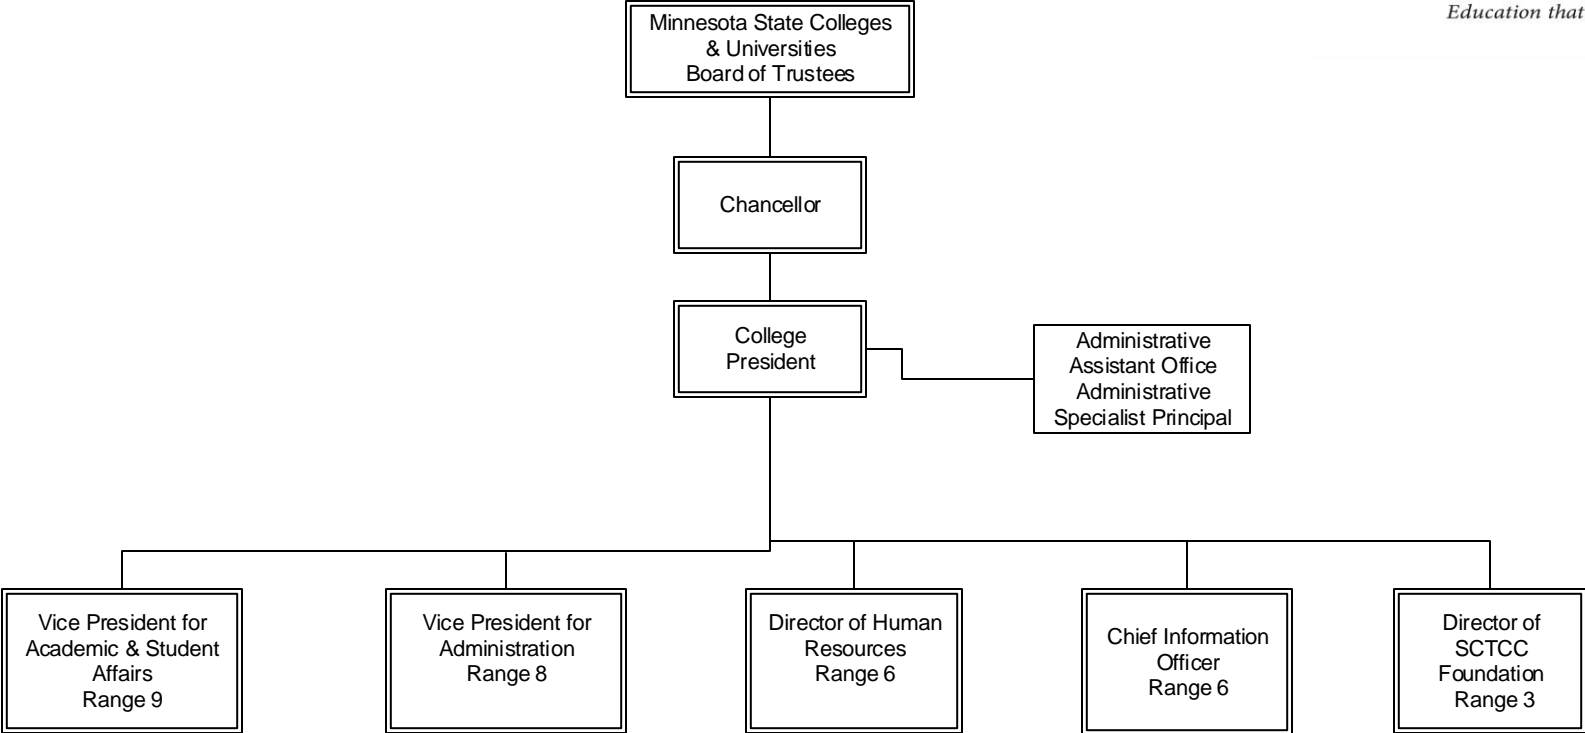 Education that
Minnesota State Colleges
& Universities
Board of Trustees
Chancellor
College
President
Administrative
Assistant Office
Administrative
Specialist Principal
Vice President for
Academic & Student
Affairs
Range 9
Vice President for
Administration
Range 8
Director of Human
Resources
Range 6
Chief Information
Officer
Range 6
Director of
SCTCC
Foundation
Range 3